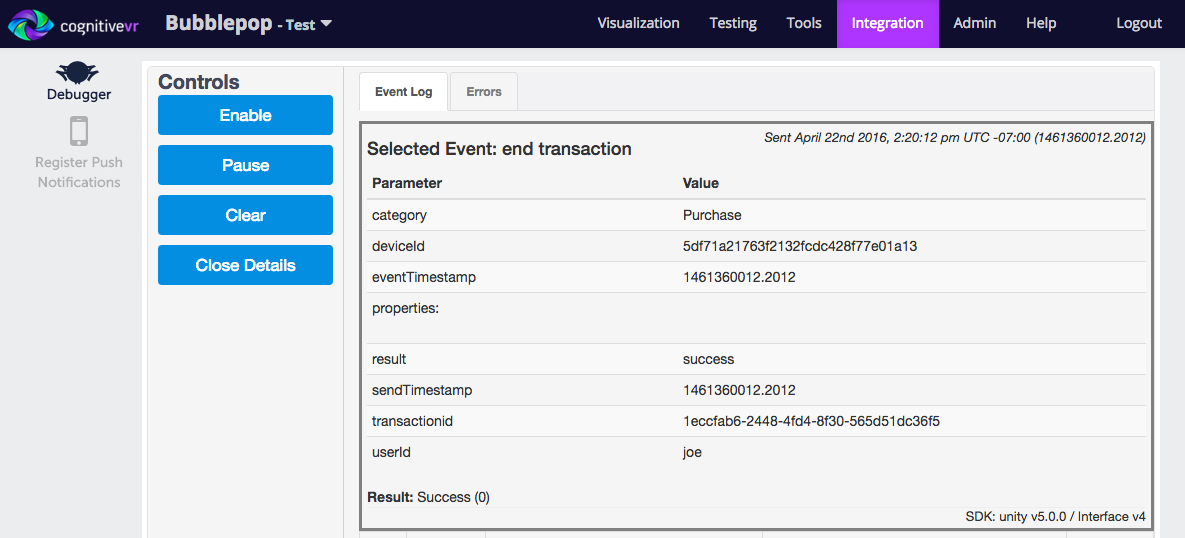 cognitivevr Bubblepop - Test Visualization Testing Tools Integration Admin Help Logout
Debugger
Register Push
Notifications
Controls
Enable
Pause
Clear
Close Details
Event Log Errors
Sent April 22nd 2016, 2:20:12 pm UTC -07:00 (1461360012.2012)
Selected Event: end transaction
Parameter Value
category Purchase
deviceId 5df71a21763f2132fcdc428f77e01a13
eventTimestamp 1461360012.2012
properties:
result success
sendTimestamp 1461360012.2012
transactionid 1eccfab6-2448-4fd4-8f30-565d51dc36f5
userId joe
Result: Success (0)
SDK: unity v5.0.0 / Interface v4